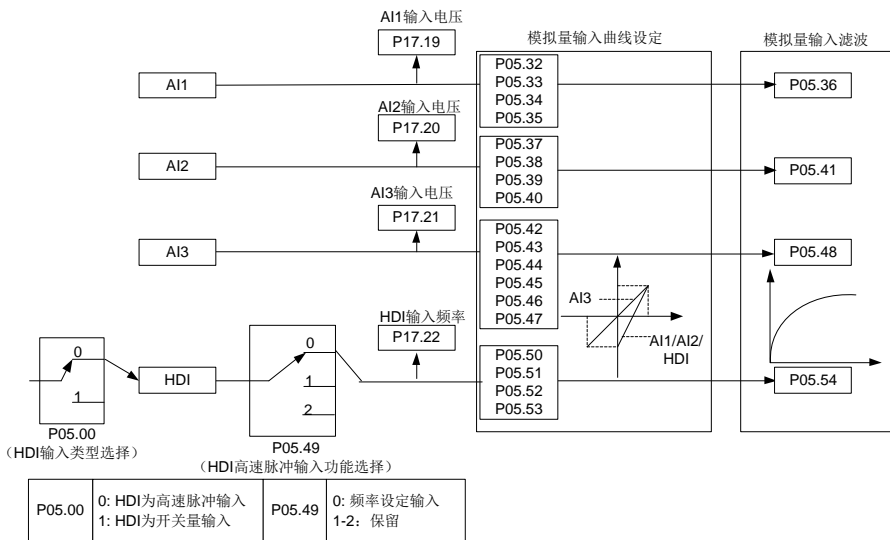 AI1输入电压
P17.19
模拟量输入曲线设定
模拟量输入滤波
AI1
P05.32
P05.33
P05.34
P05.35
P05.36
AI2输入电压
P17.20
AI2
P05.37
P05.38
P05.39
P05.40
P05.41
AI3输入电压
P17.21
AI3
P05.42
P05.43
P05.44
P05.45
P05.46
P05.47
P05.48
AI3
AI1/AI2/
HDI
HDI输入频率
P17.22
0
1
P05.00
(HDI输入类型选择)
HDI
0
1
2
P05.49
(HDI高速脉冲输入功能选择)
P05.50
P05.51
P05.52
P05.53
P05.54
P05.00
0: HDI为高速脉冲输入
1: HDI为开关量输入
P05.49
0: 频率设定输入
1-2：保留